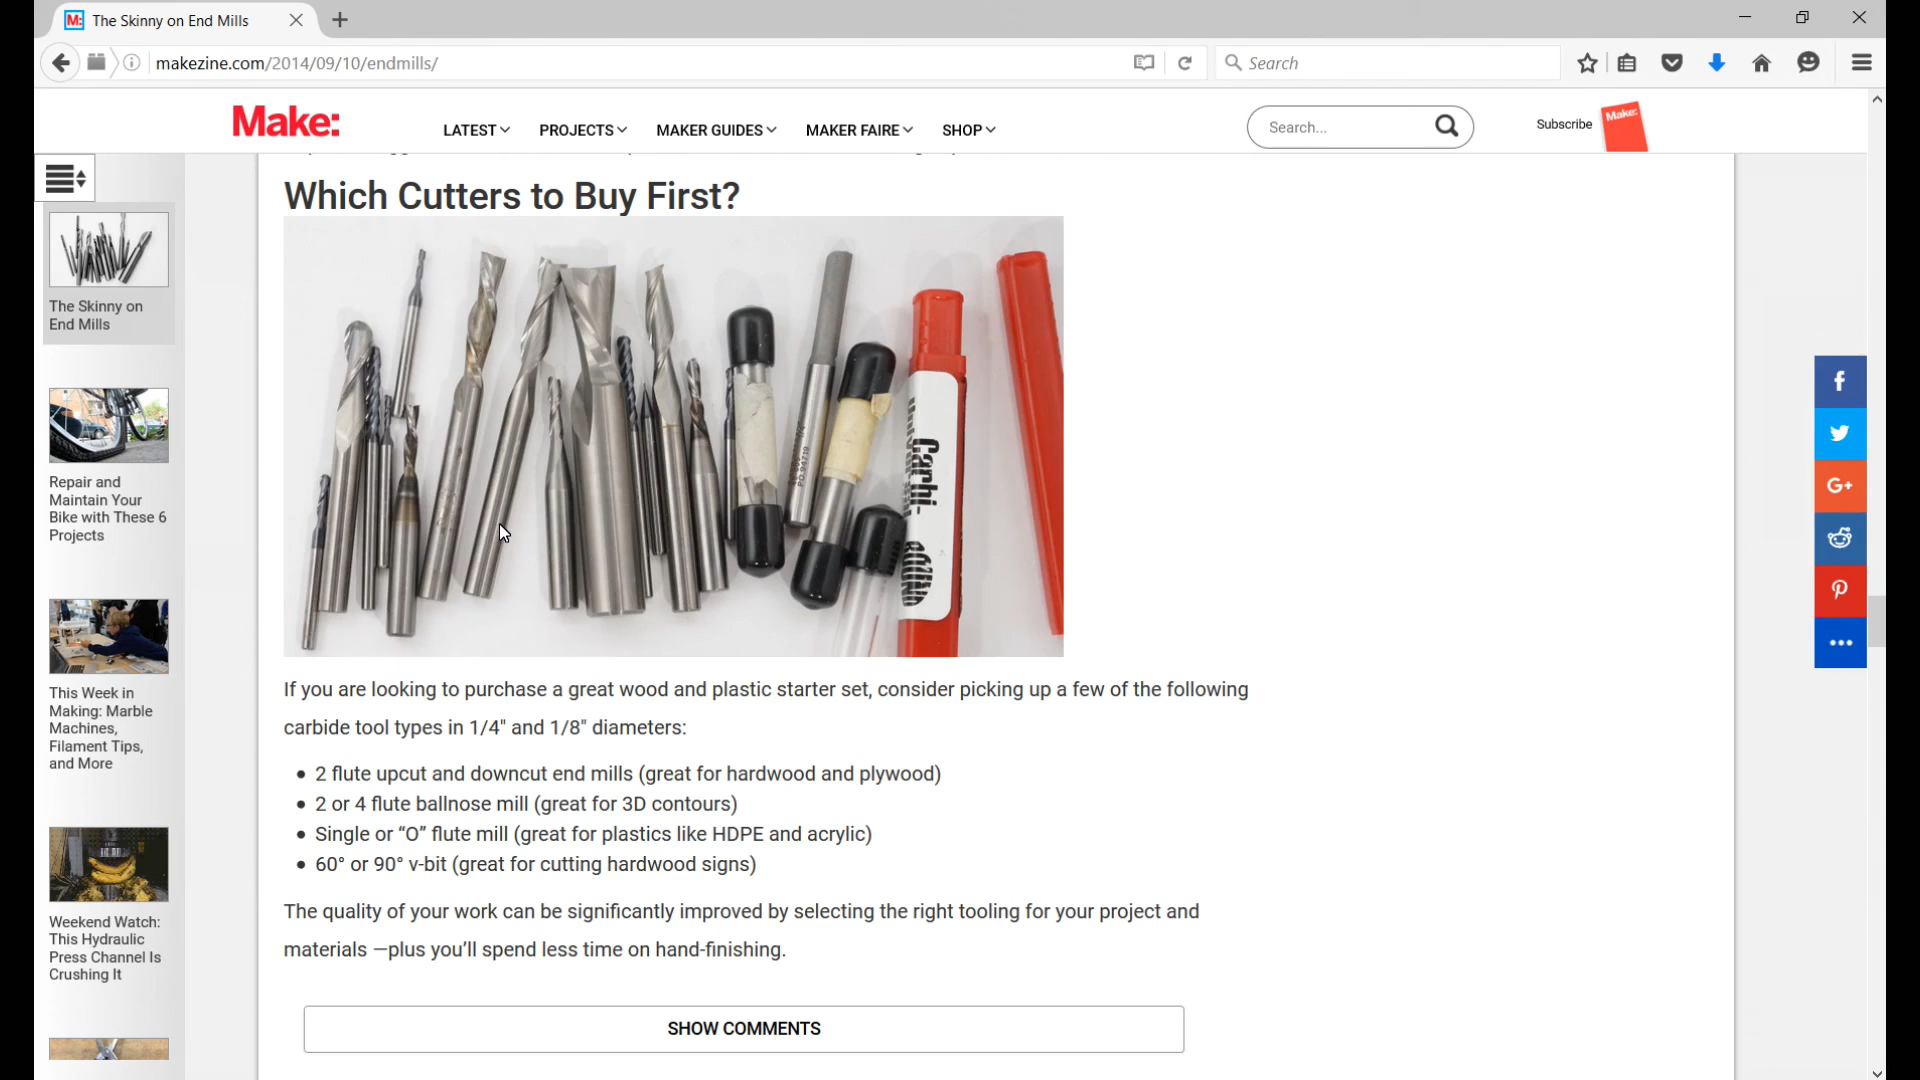 The Skinny on End Mills
makezine.com/2014/09/10/endmills/
Search
Make:
LATEST
PROJECTS
MAKER GUIDES
MAKER FAIRE
SHOP
Search...
Subscribe
Make:
The Skinny on
End Mills
Repair and
Maintain Your
Bike with These 6
Projects
This Week in
Making: Marble
Machines,
Filament Tips,
and More
Weekend Watch:
This Hydraulic
Press Channel Is
Crushing It
Which Cutters to Buy First?
If you are looking to purchase a great wood and plastic starter set, consider picking up a few of the following
carbide tool types in 1/4" and 1/8" diameters:
• 2 flute upcut and downcut end mills (great for hardwood and plywood)
• 2 or 4 flute ballnose mill (great for 3D contours)
• Single or “O” flute mill (great for plastics like HDPE and acrylic)
• 60° or 90° v-bit (great for cutting hardwood signs)
The quality of your work can be significantly improved by selecting the right tooling for your project and
materials —plus you’ll spend less time on hand-finishing.
SHOW COMMENTS